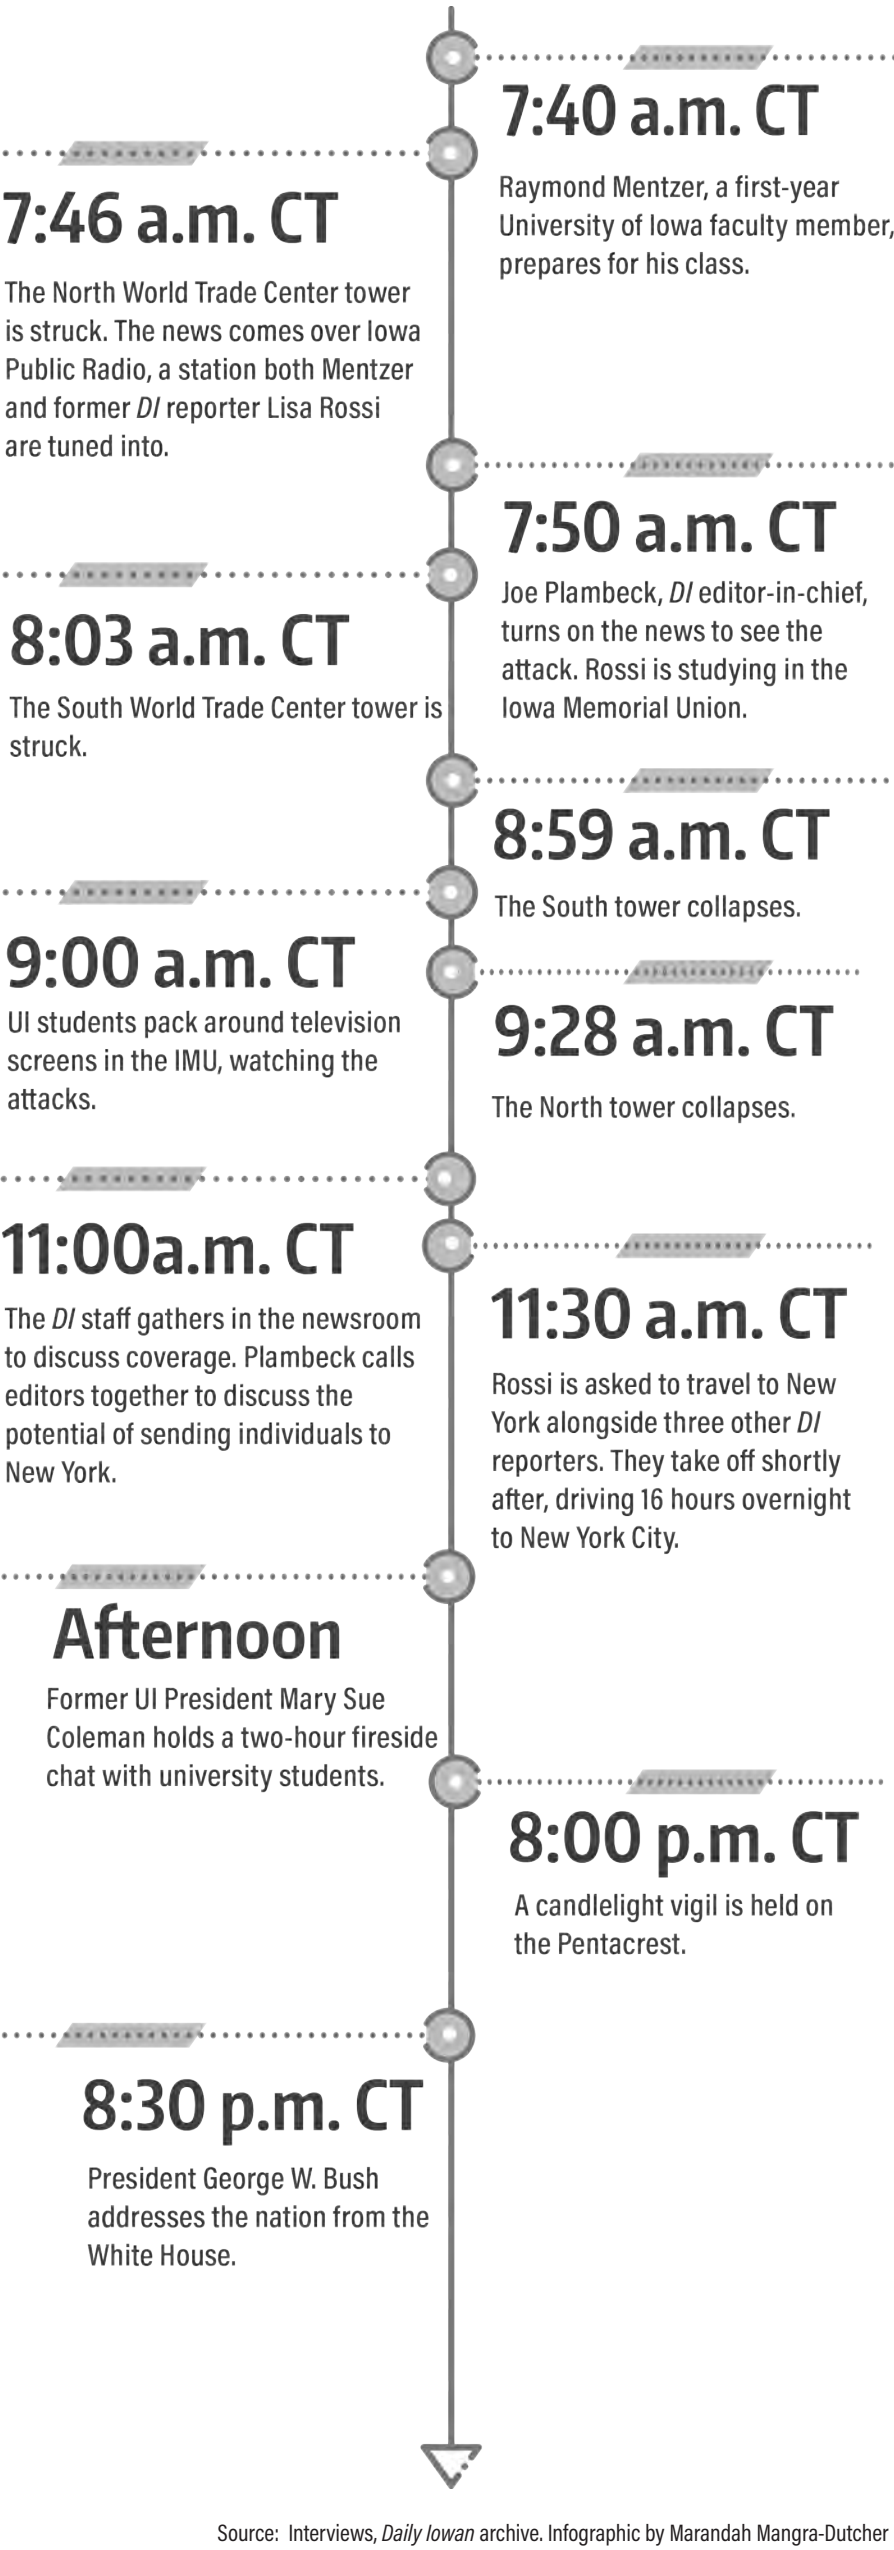 7:40 a.m. CT
Raymond Mentzer, a first-year
University of Iowa faculty member,
prepares for his class.
7:46 a.m. CT
The North World Trade Center tower
is struck. The news comes over Iowa
Public Radio, a station both Mentzer
and former DI reporter Lisa Rossi
are tuned into.
7:50 a.m. CT
Joe Plambeck, DI editor-in-chief,
turns on the news to see the
attack. Rossi is studying in the
Iowa Memorial Union.
8:03 a.m. CT
The South World Trade Center tower is
struck.
8:59 a.m. CT
The South tower collapses.
9:00 a.m. CT
UI students pack around television
screens in the IMU, watching the
attacks.
9:28 a.m. CT
The North tower collapses.
11:00a.m. CT
The DI staff gathers in the newsroom
to discuss coverage. Plambeck calls
editors together to discuss the
potential of sending individuals to
New York.
11:30 a.m. CT
Rossi is asked to travel to New
York alongside three other DI
reporters. They take off shortly
after, driving 16 hours overnight
to New York City.
Afternoon
Former UI President Mary Sue
Coleman holds a two-hour fireside
chat with university students.
8:00 p.m. CT
A candlelight vigil is held on
the Pentacrest.
8:30 p.m. CT
President George W. Bush
addresses the nation from the
White House.
Source: Interviews, Daily Iowan archive. Infographic by Marandah Mangra-Dutcher